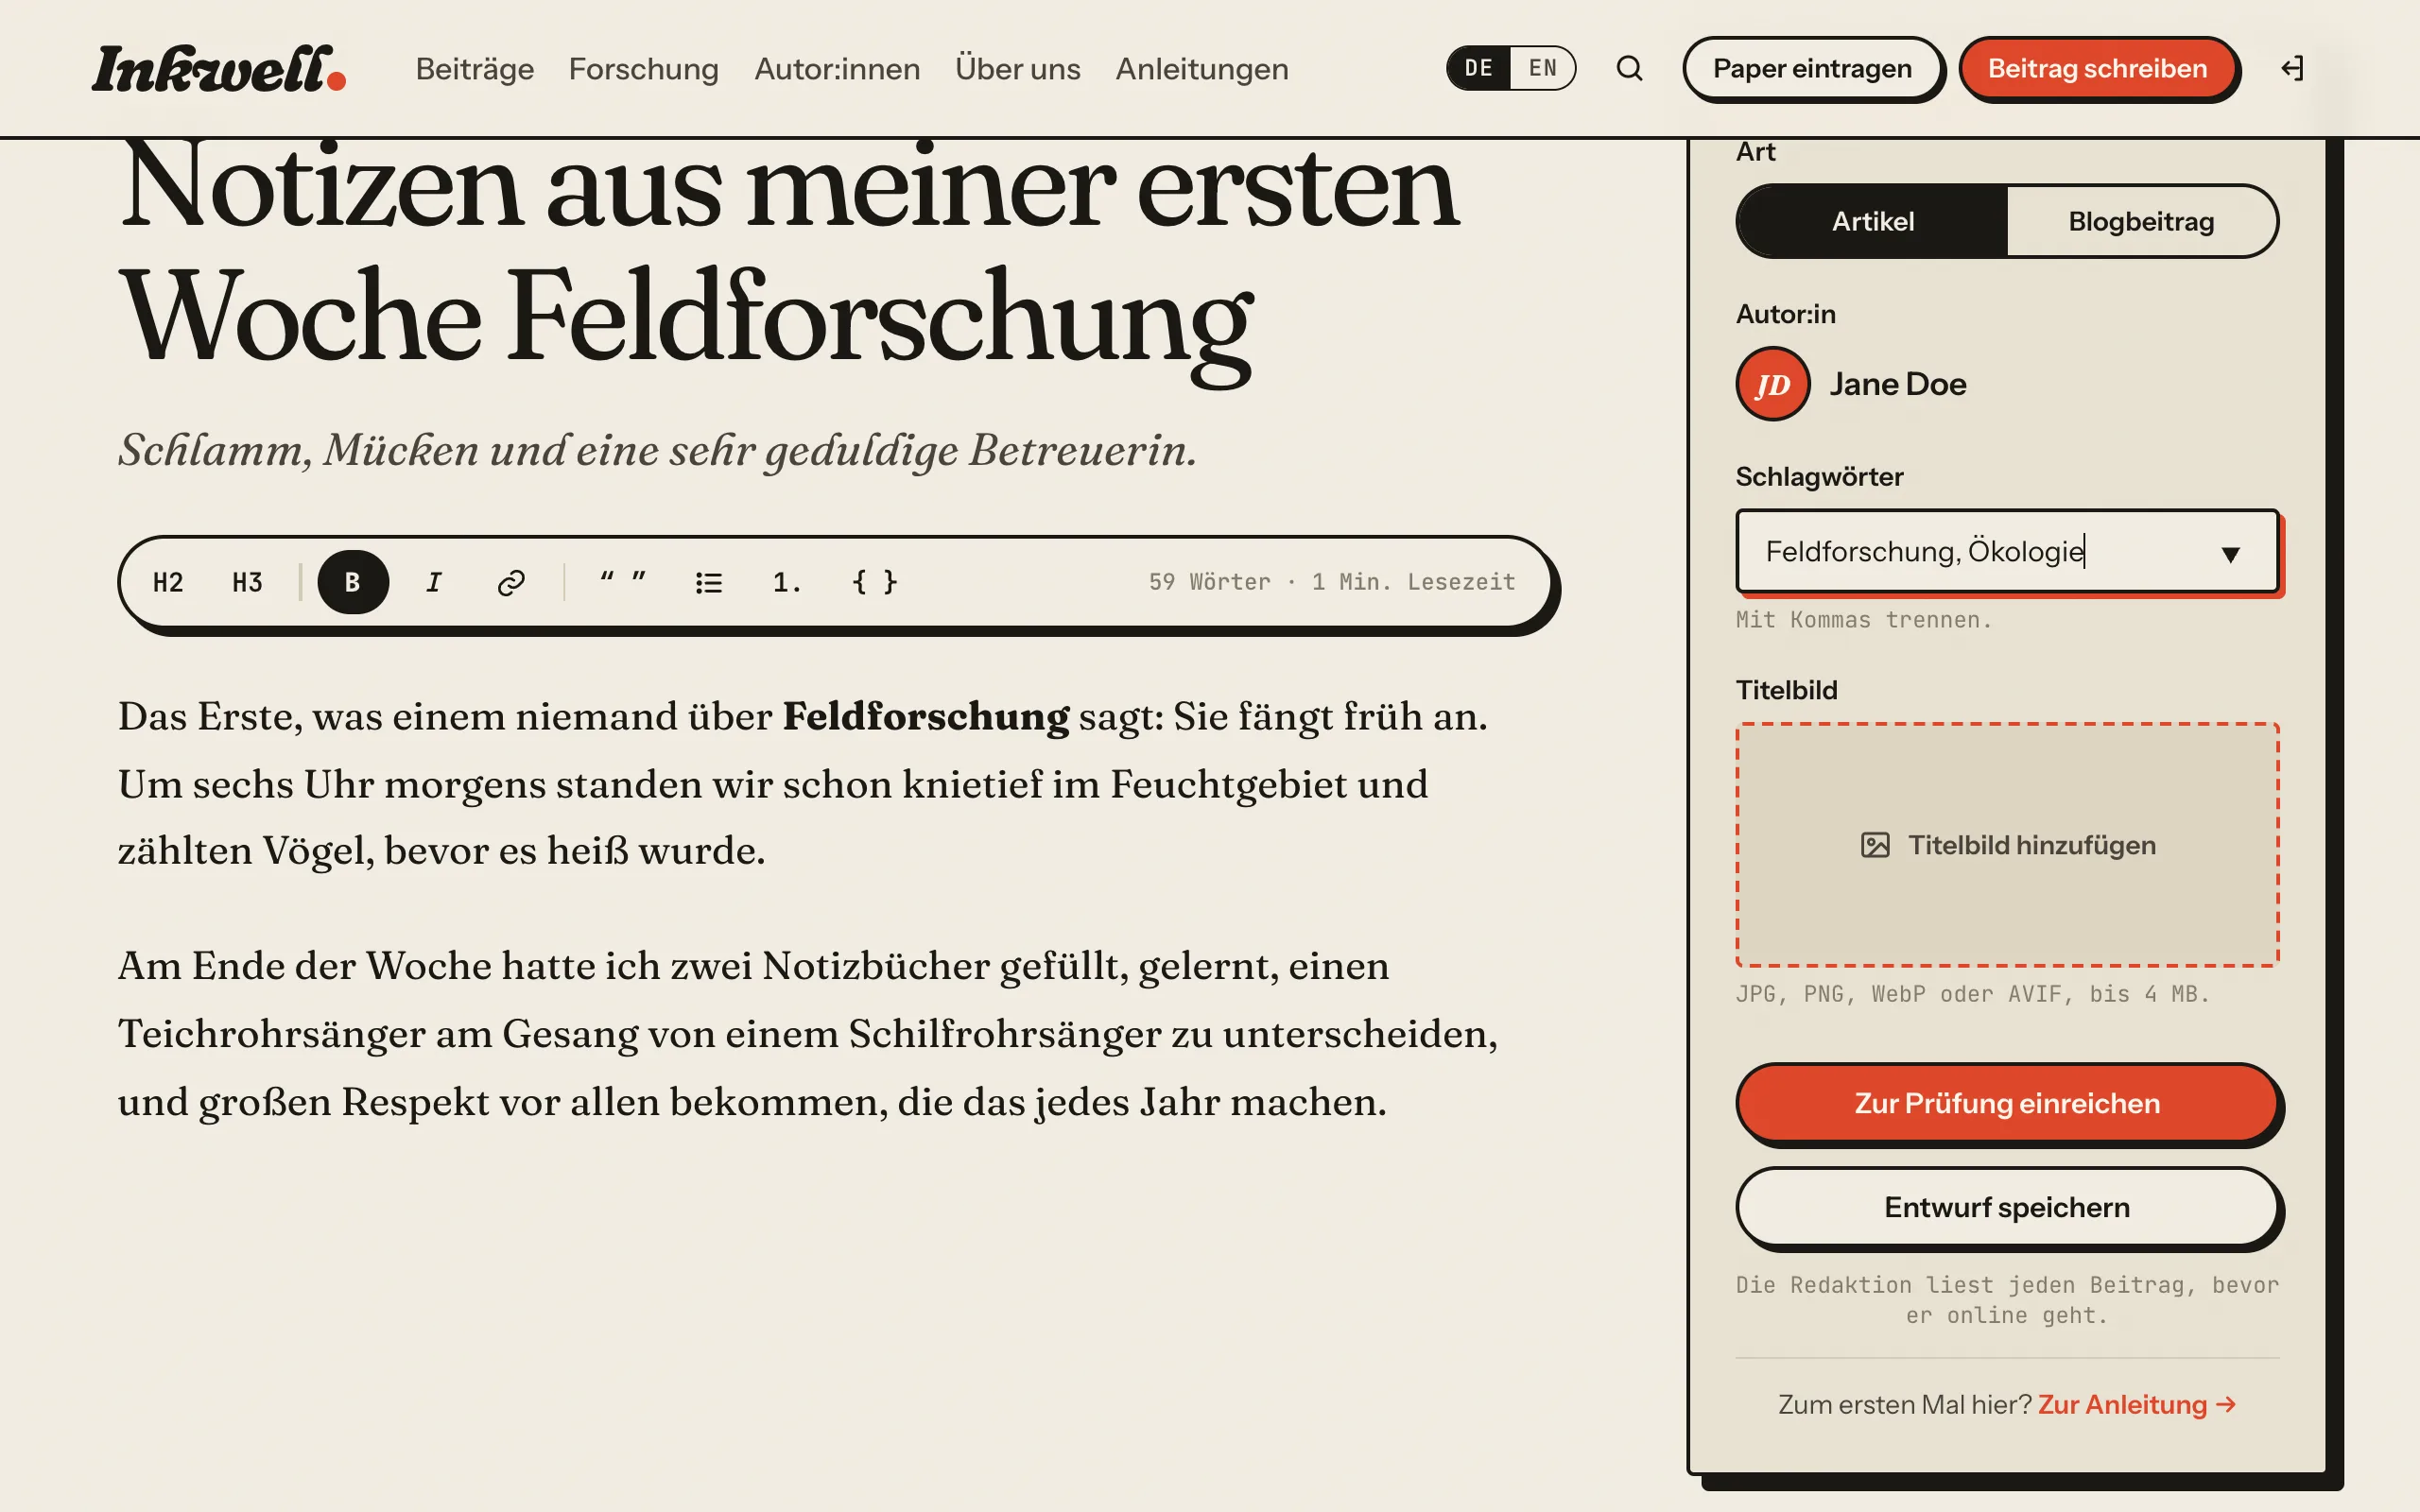 Inkwell.
Beiträge Forschung Autor:innen Über uns Anleitungen
DE EN
Paper eintragen
Beitrag schreiben
Notizen aus meiner ersten
Woche Feldforschung
Schlamm, Mücken und eine sehr geduldige Betreuerin.
H2 H3 B I “ ” 1. { } 59 Wörter · 1 Min. Lesezeit
Das Erste, was einem niemand über Feldforschung sagt: Sie fängt früh an.
Um sechs Uhr morgens standen wir schon knietief im Feuchtgebiet und
zählten Vögel, bevor es heiß wurde.
Am Ende der Woche hatte ich zwei Notizbücher gefüllt, gelernt, einen
Teichrohrsänger am Gesang von einem Schilfrohrsänger zu unterscheiden,
und großen Respekt vor allen bekommen, die das jedes Jahr machen.
Art
Artikel Blogbeitrag
Autor:in
JD Jane Doe
Schlagwörter
Feldforschung, Ökologie
Mit Kommas trennen.
Titelbild
Titelbild hinzufügen
JPG, PNG, WebP oder AVIF, bis 4 MB.
Zur Prüfung einreichen
Entwurf speichern
Die Redaktion liest jeden Beitrag, bevor
er online geht.
Zum ersten Mal hier? Zur Anleitung →